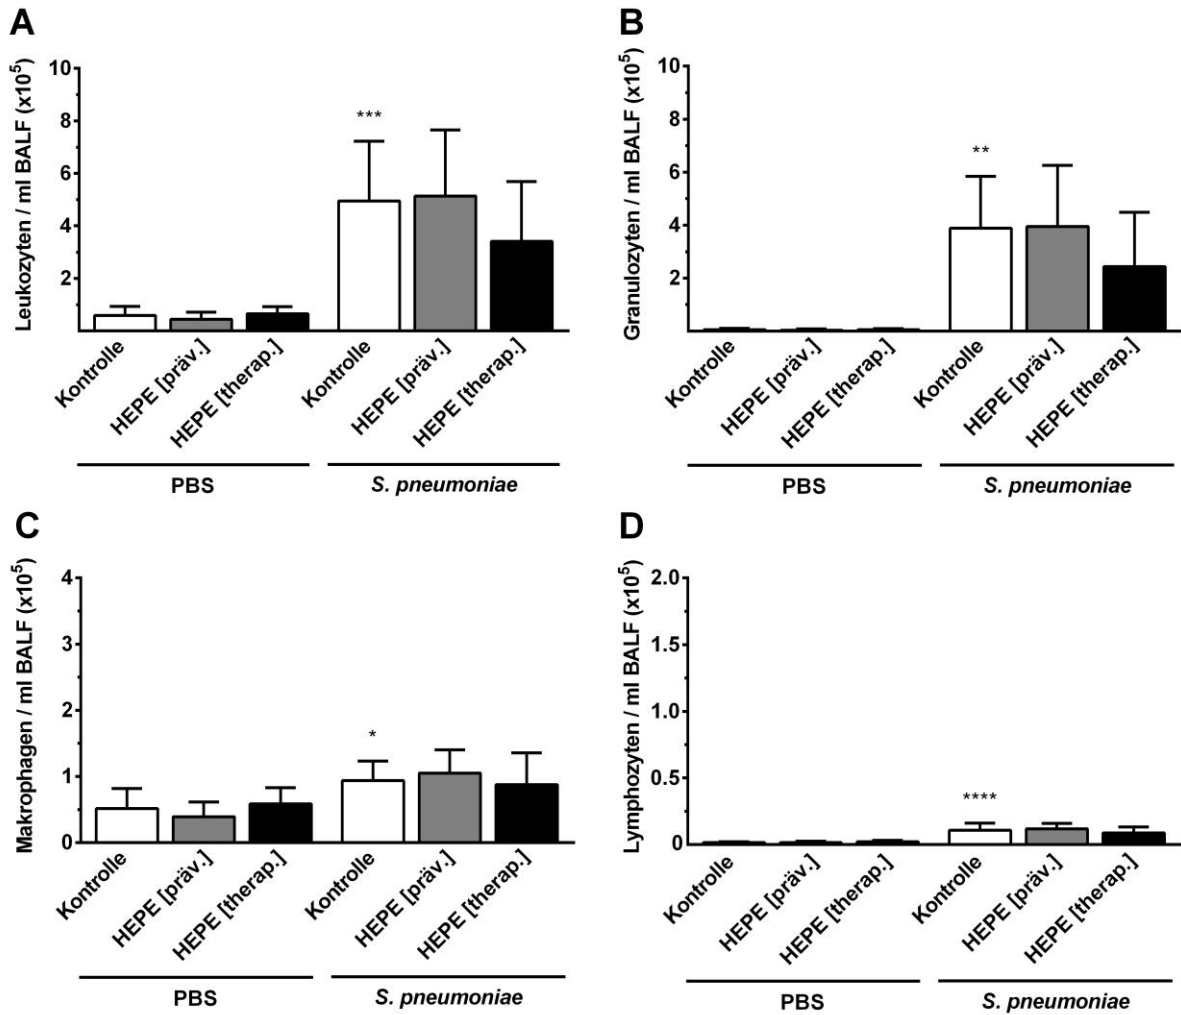 A
Leukozyten / ml BALF (x10⁵)
10
8
6
4
2
***
Kontrolle
HEPE [präv.]
HEPE [therap.]
Kontrolle
HEPE [präv.]
HEPE [therap.]
PBS
S. pneumoniae
B
Granulozyten / ml BALF (x10⁵)
10
8
6
4
2
**
Kontrolle
HEPE [präv.]
HEPE [therap.]
Kontrolle
HEPE [präv.]
HEPE [therap.]
PBS
S. pneumoniae
C
Makrophagen / ml BALF (x10⁵)
4
3
2
1
0
*
Kontrolle
HEPE [präv.]
HEPE [therap.]
Kontrolle
HEPE [präv.]
HEPE [therap.]
PBS
S. pneumoniae
D
Lymphozyten / ml BALF (x10⁵)
2.0
1.5
1.0
0.5
0
****
Kontrolle
HEPE [präv.]
HEPE [therap.]
Kontrolle
HEPE [präv.]
HEPE [therap.]
PBS
S. pneumoniae